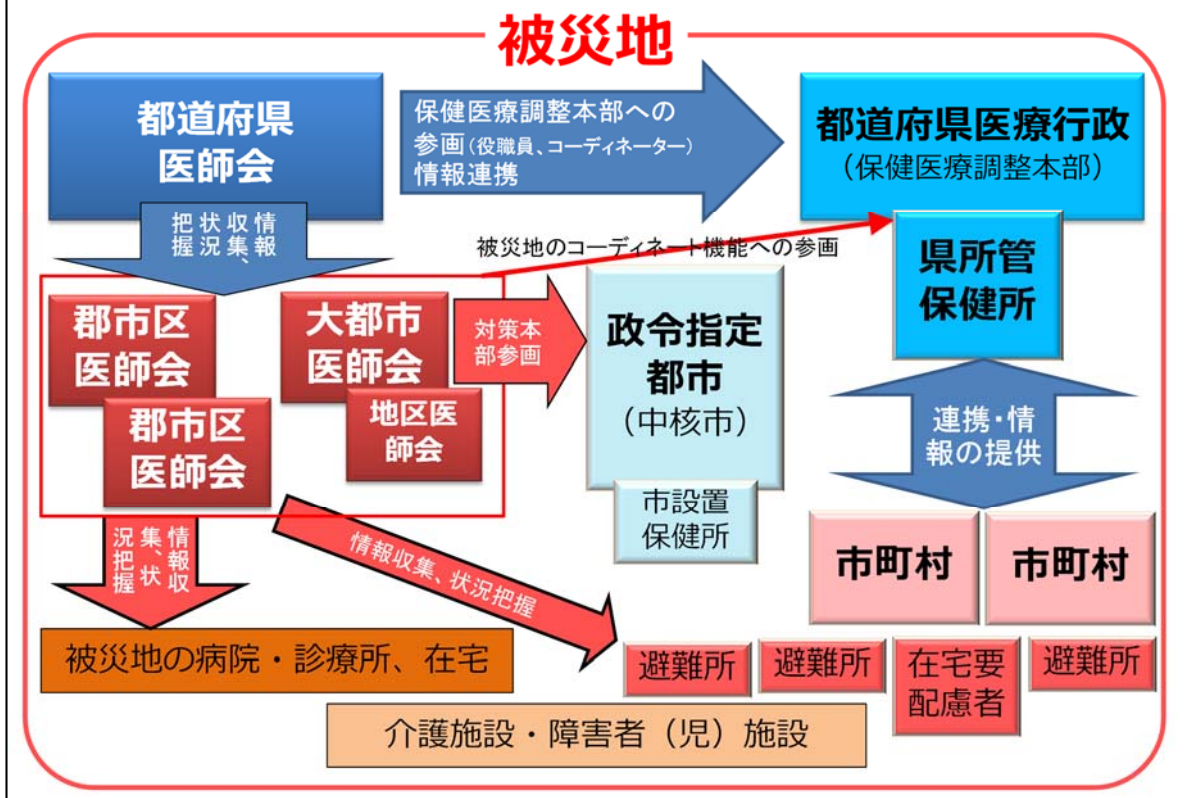 被災地
都道府県
医師会
保健医療調整本部への
参画（役職員、コーディネーター）
情報連携
都道府県医療行政
（保健医療調整本部）
情報
収集、
状況
把握
被災地のコーディネート機能への参画
県所管
保健所
郡市区
医師会
大都市
医師会
郡市区
医師会
地区医
師会
対策本
部参画
政令指定
都市
（中核市）
市設置
保健所
連携・情
報の提供
情報収
集、状
況把握
情報収集、状況把握
市町村
市町村
被災地の病院・診療所、在宅
避難所
避難所
在宅要
配慮者
避難所
介護施設・障害者（児）施設